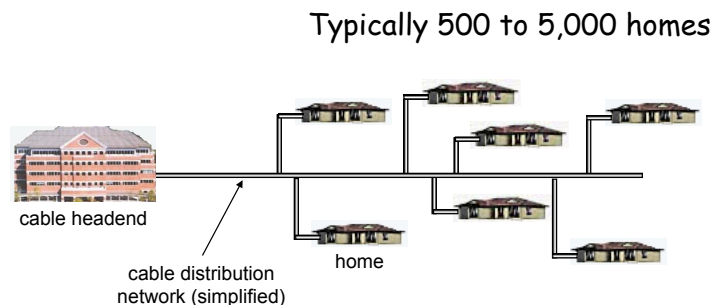 Typically 500 to 5,000 homes
cable headend
home
cable distribution
network (simplified)